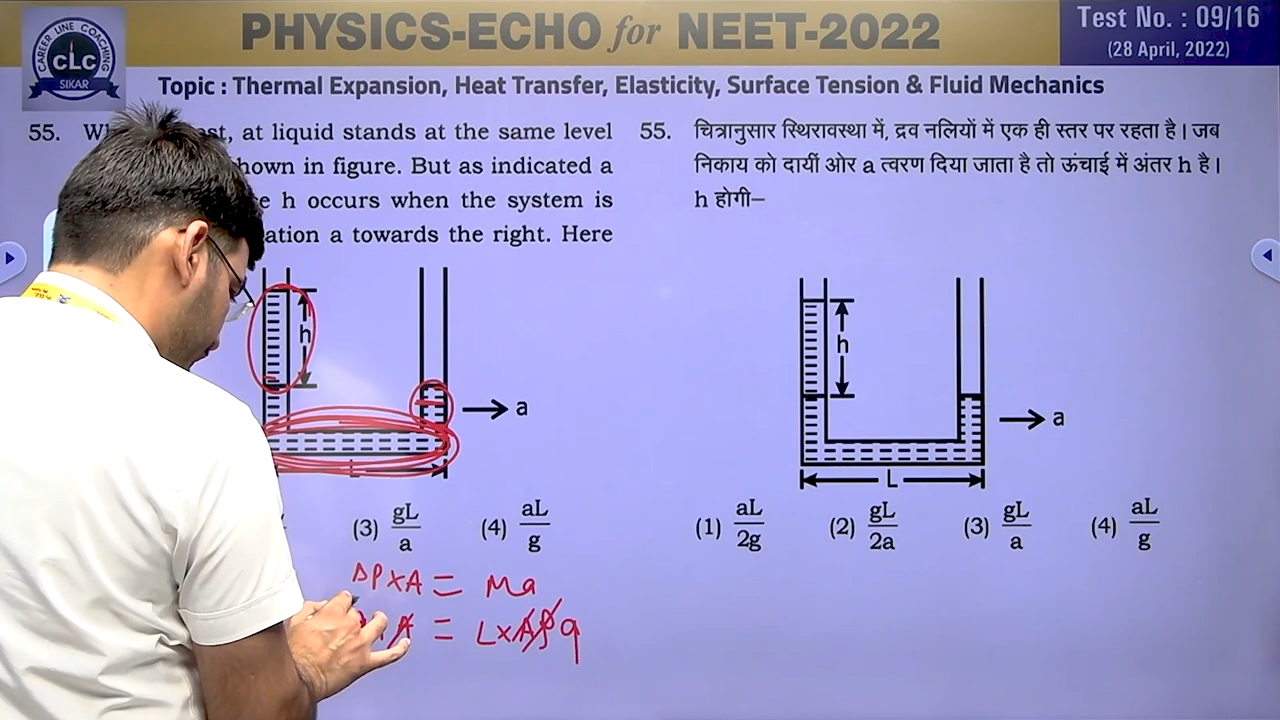 PHYSICS-ECHO for NEET-2022
Test No. : 09/16
(28 April, 2022)
CAREER LINE COACHING
CLC
SIKAR
Topic : Thermal Expansion, Heat Transfer, Elasticity, Surface Tension & Fluid Mechanics
55. at liquid stands at the same level
hown in figure. But as indicated a
e h occurs when the system is
ation a towards the right. Here
h
a
(3) gL/a (4) aL/g
ΔP×A = Ma
= L×Aρa
55. चित्रानुसार स्थिरावस्था में, द्रव नलियों में एक ही स्तर पर रहता है। जब
निकाय को दायीं ओर a त्वरण दिया जाता है तो ऊंचाई में अंतर h है।
h होगी–
h
a
L
(1) aL/2g (2) gL/2a (3) gL/a (4) aL/g